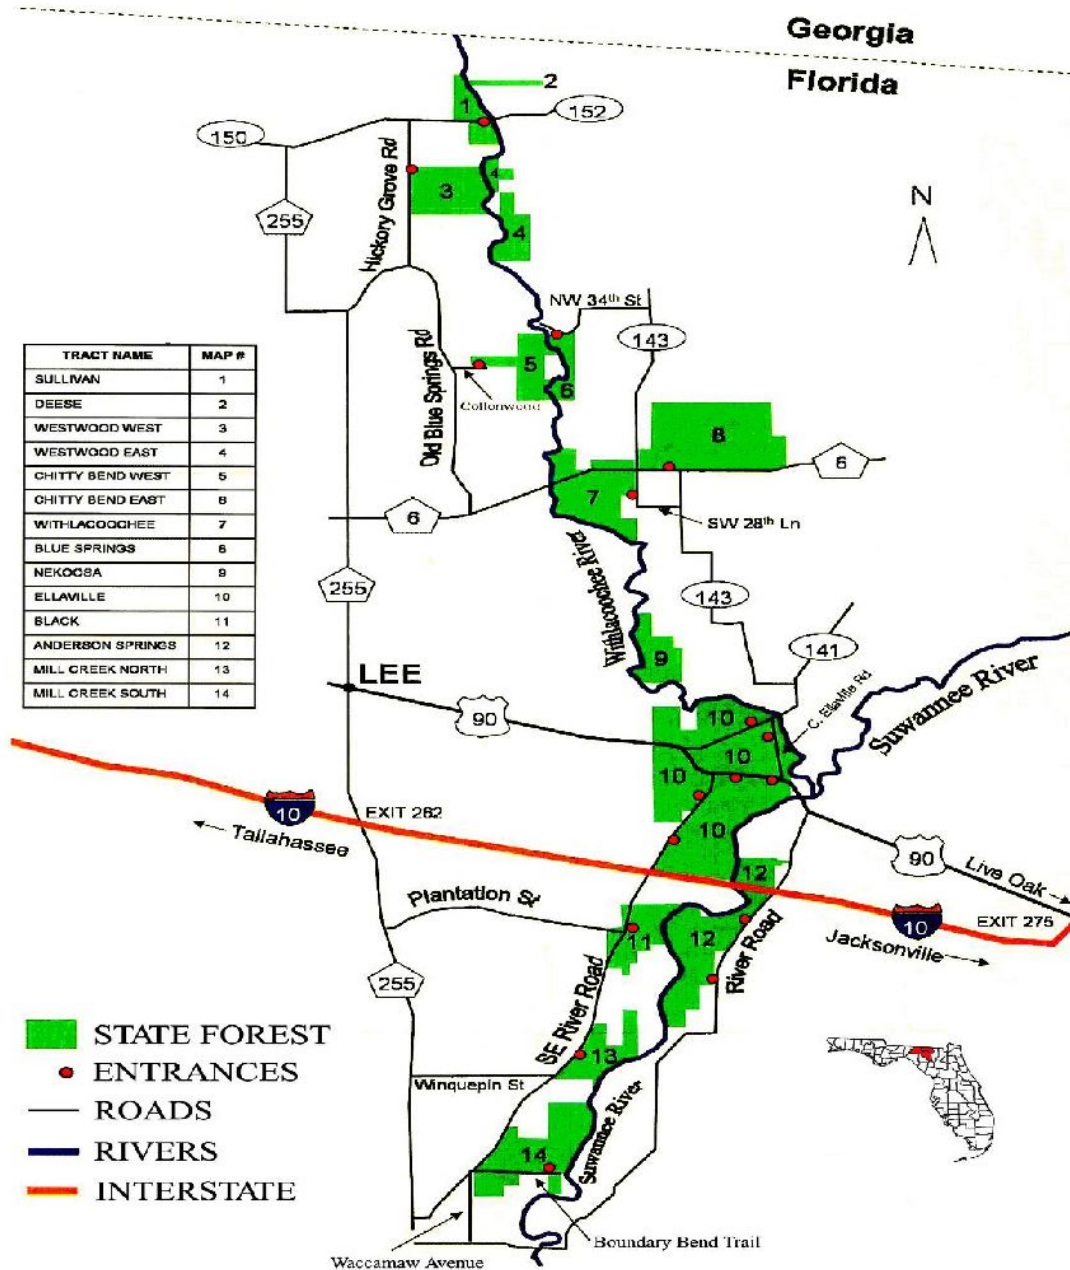 Georgia
Florida
2
1
150
152
Hickory Grove Rd
3
4
4
255
N
NW 34th St
143
TRACT NAME MAP #
SULLIVAN 1
DEESE 2
WESTWOOD WEST 3
WESTWOOD EAST 4
CHITTY BEND WEST 5
CHITTY BEND EAST 6
WITHLACOOCHEE 7
BLUE SPRINGS 8
NEKOOSA 9
ELLAVILLE 10
BLACK 11
ANDERSON SPRINGS 12
MILL CREEK NORTH 13
MILL CREEK SOUTH 14
Old Blue Springs Rd
5
6
Collonwood
8
6
7
6
SW 28th Ln
Withlacoochee River
255
143
9
141
LEE
C. Ellaville Rd
Suwannee River
90
10
10
10
10
10
EXIT 262
Tallahassee
90
Live Oak
12
Plantation St
10
EXIT 275
Jacksonville
11
12
River Road
255
SE River Road
STATE FOREST
ENTRANCES
ROADS
RIVERS
INTERSTATE
13
Winquepin St
Suwannee River
14
Boundary Bend Trail
Waccamaw Avenue